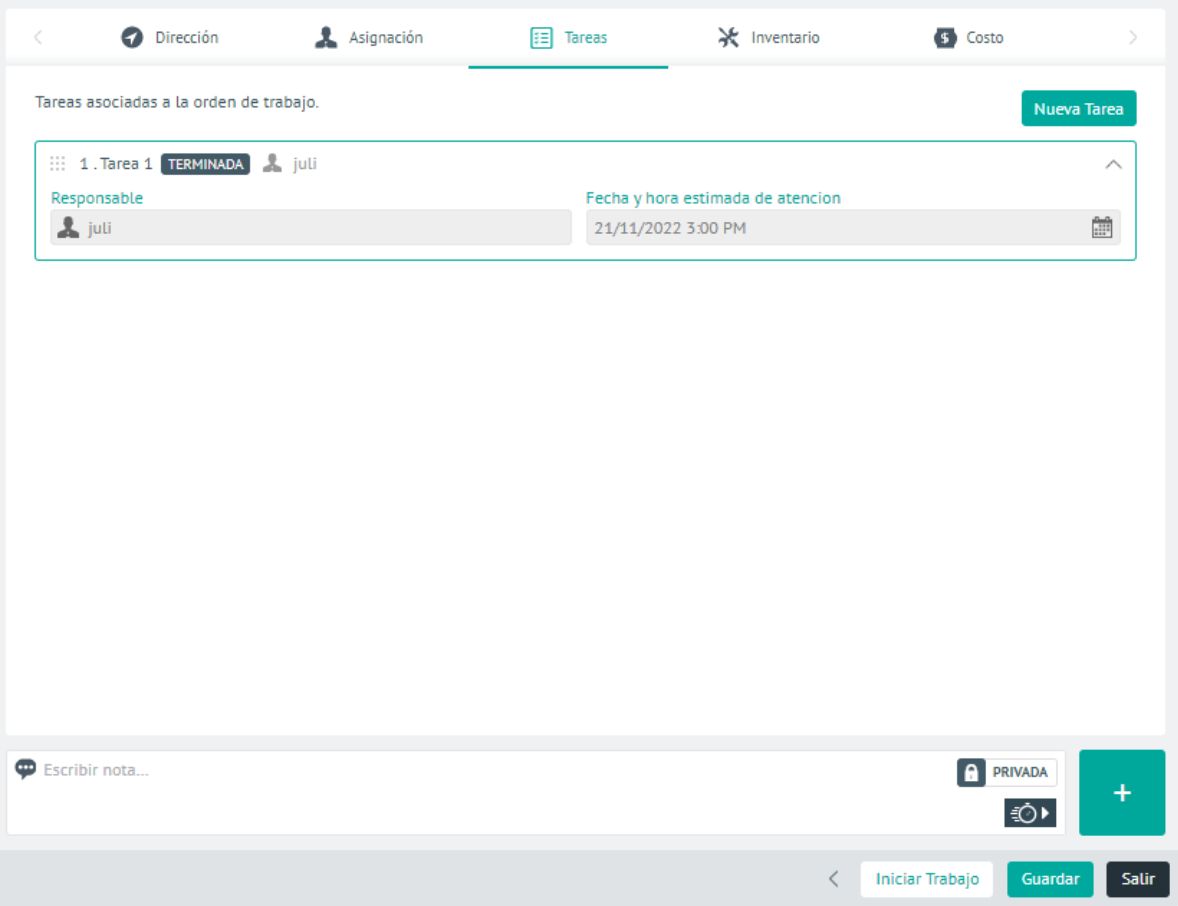 Dirección Asignación Tareas Inventario Costo
Tareas asociadas a la orden de trabajo.
Nueva Tarea
1 . Tarea 1 TERMINADA juli
Responsable Fecha y hora estimada de atencion
juli 21/11/2022 3:00 PM
Escribir nota...
PRIVADA
+
Iniciar Trabajo Guardar Salir